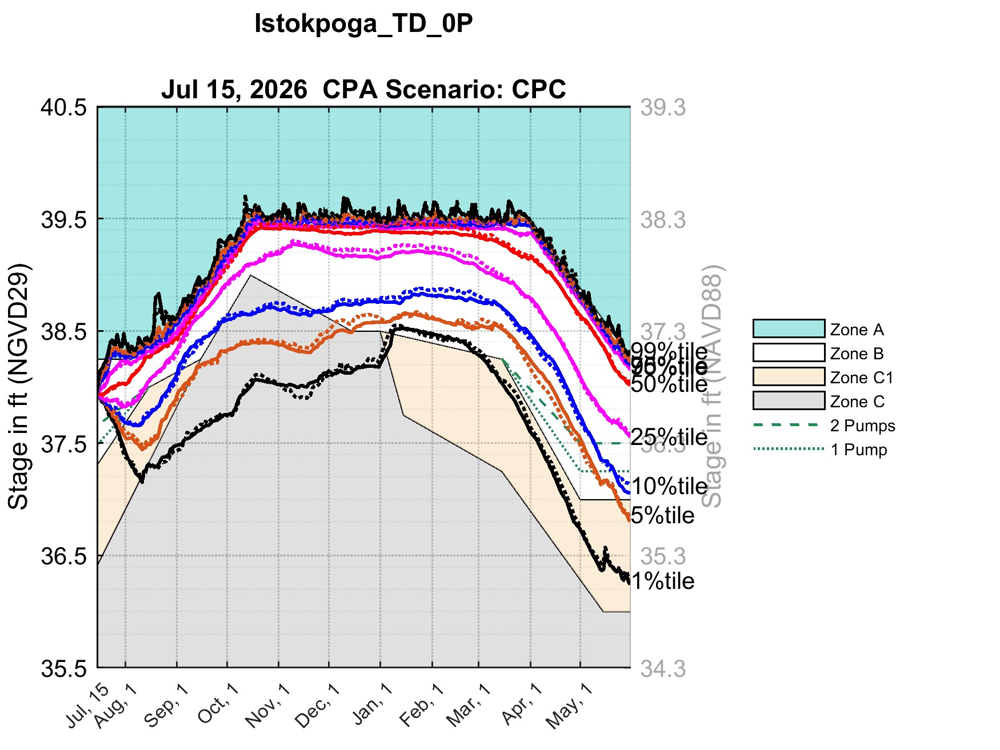 Istokpoga_TD_0P
Jul 15, 2026  CPA Scenario: CPC
40.5
39.5
38.5
37.5
36.5
35.5
Stage in ft (NGVD29)
39.3
38.3
37.3
36.3
35.3
34.3
Stage in ft (NAVD88)
99%tile
50%tile
25%tile
10%tile
5%tile
1%tile
Jul, 15
Aug, 1
Sep, 1
Oct, 1
Nov, 1
Dec, 1
Jan, 1
Feb, 1
Mar, 1
Apr, 1
May, 1
Zone A
Zone B
Zone C1
Zone C
2 Pumps
1 Pump